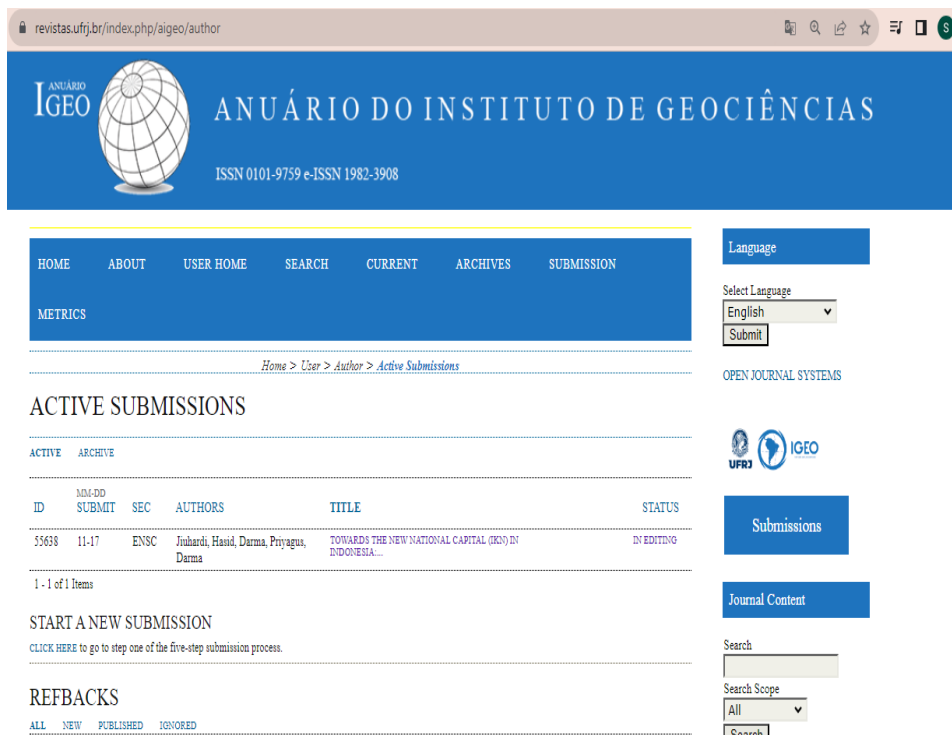 revistas.ufrj.br/index.php/aigeo/author
S
ANUÁRIO
IGEO
ANUÁRIO DO INSTITUTO DE GEOCIÊNCIAS
ISSN 0101-9759 e-ISSN 1982-3908
HOME ABOUT USER HOME SEARCH CURRENT ARCHIVES SUBMISSION
METRICS
Home > User > Author > Active Submissions
ACTIVE SUBMISSIONS
ACTIVE ARCHIVE
MM-DD
ID SUBMIT SEC AUTHORS TITLE STATUS
55638 11-17 ENSC Jiuhardi, Hasid, Darma, Priyagus, TOWARDS THE NEW NATIONAL CAPITAL (IKN) IN IN EDITING
Darma INDONESIA:...
1 - 1 of 1 Items
START A NEW SUBMISSION
CLICK HERE to go to step one of the five-step submission process.
REFBACKS
ALL NEW PUBLISHED IGNORED
Language
Select Language
English
Submit
OPEN JOURNAL SYSTEMS
UFRJ
IGEO
Submissions
Journal Content
Search
Search Scope
All
Search